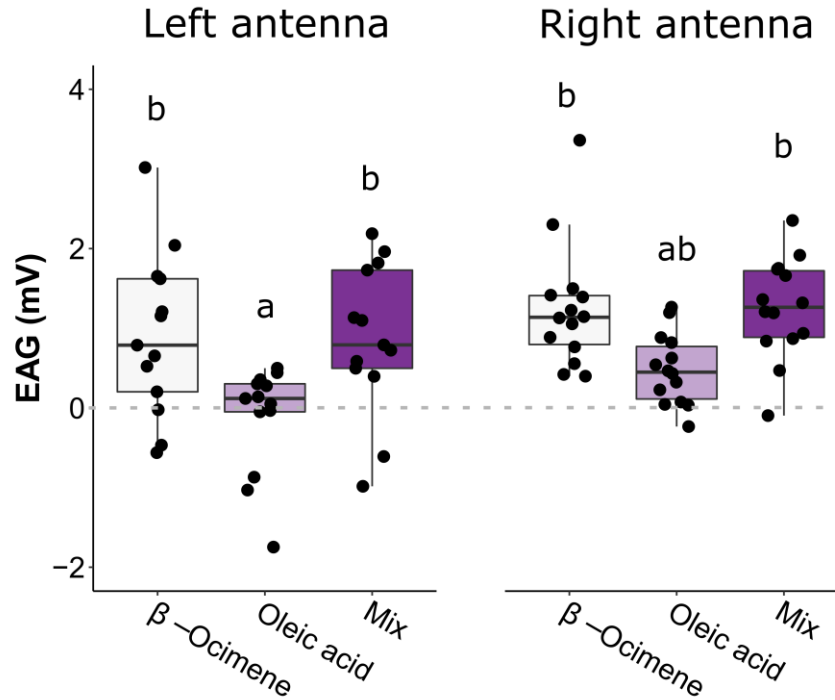 Left antenna
Right antenna
EAG (mV)
4
2
0
−2
b
a
b
b
ab
b
β −Ocimene
Oleic acid
Mix
β −Ocimene
Oleic acid
Mix